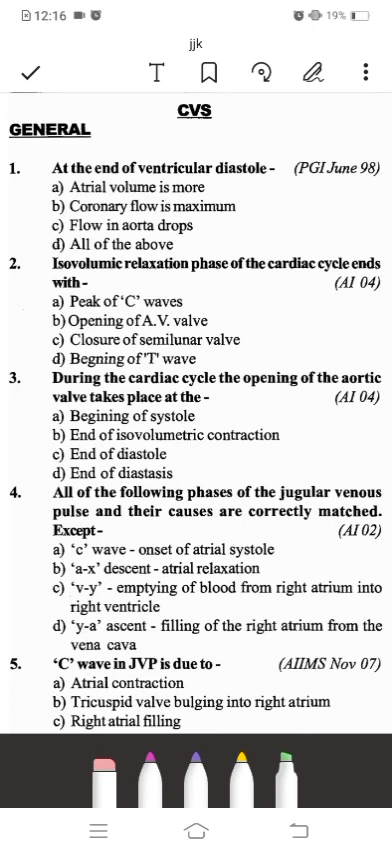 12:16
19%
jjk
T
CVS
GENERAL
1. At the end of ventricular diastole - (PGI June 98)
a) Atrial volume is more
b) Coronary flow is maximum
c) Flow in aorta drops
d) All of the above
2. Isovolumic relaxation phase of the cardiac cycle ends
with - (AI 04)
a) Peak of 'C' waves
b) Opening of A.V. valve
c) Closure of semilunar valve
d) Begning of 'T' wave
3. During the cardiac cycle the opening of the aortic
valve takes place at the - (AI 04)
a) Begining of systole
b) End of isovolumetric contraction
c) End of diastole
d) End of diastasis
4. All of the following phases of the jugular venous
pulse and their causes are correctly matched.
Except - (AI 02)
a) 'c' wave - onset of atrial systole
b) 'a-x' descent - atrial relaxation
c) 'v-y' - emptying of blood from right atrium into
right ventricle
d) 'y-a' ascent - filling of the right atrium from the
vena cava
5. 'C' wave in JVP is due to - (AIIMS Nov 07)
a) Atrial contraction
b) Tricuspid valve bulging into right atrium
c) Right atrial filling